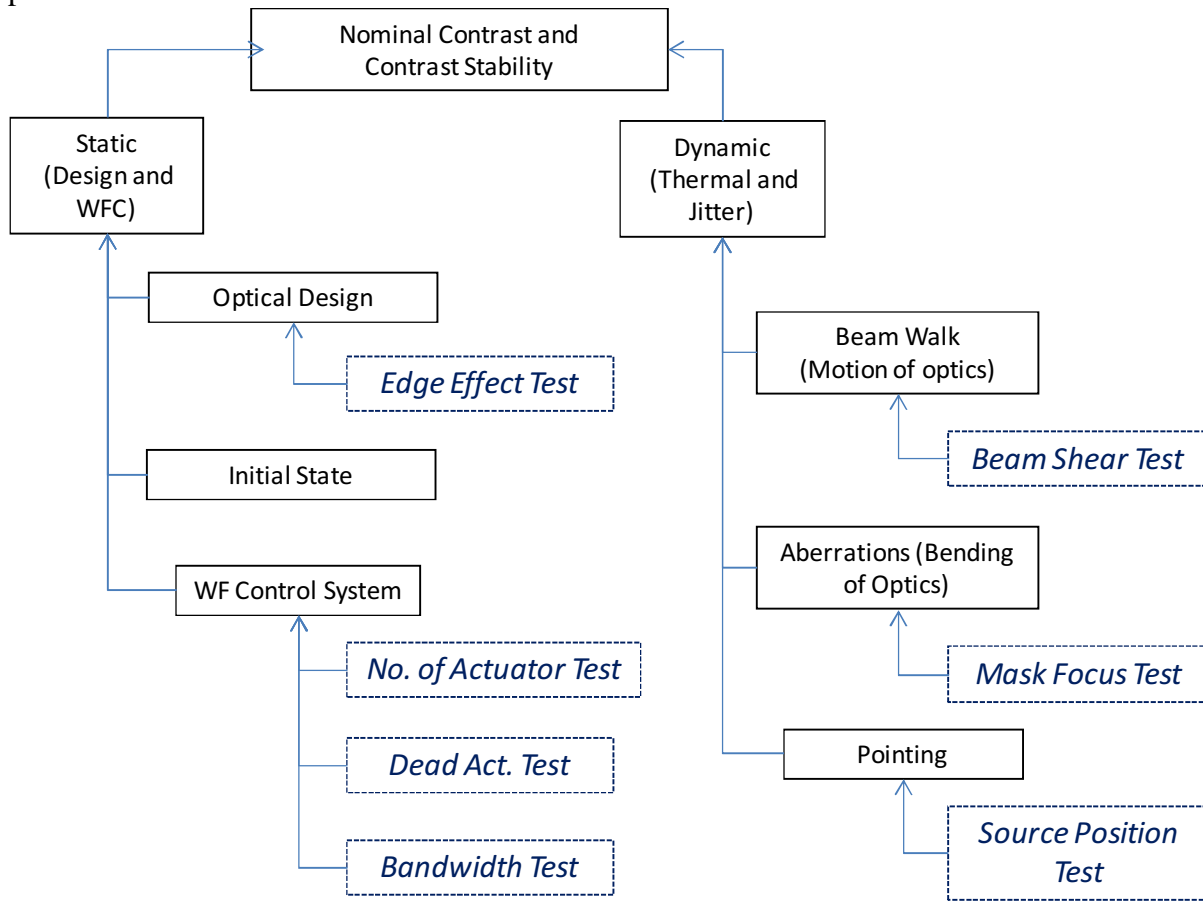 Nominal Contrast and
Contrast Stability
Static
(Design and
WFC)
Dynamic
(Thermal and
Jitter)
Optical Design
Edge Effect Test
Initial State
WF Control System
No. of Actuator Test
Dead Act. Test
Bandwidth Test
Beam Walk
(Motion of optics)
Beam Shear Test
Aberrations (Bending
of Optics)
Mask Focus Test
Pointing
Source Position
Test